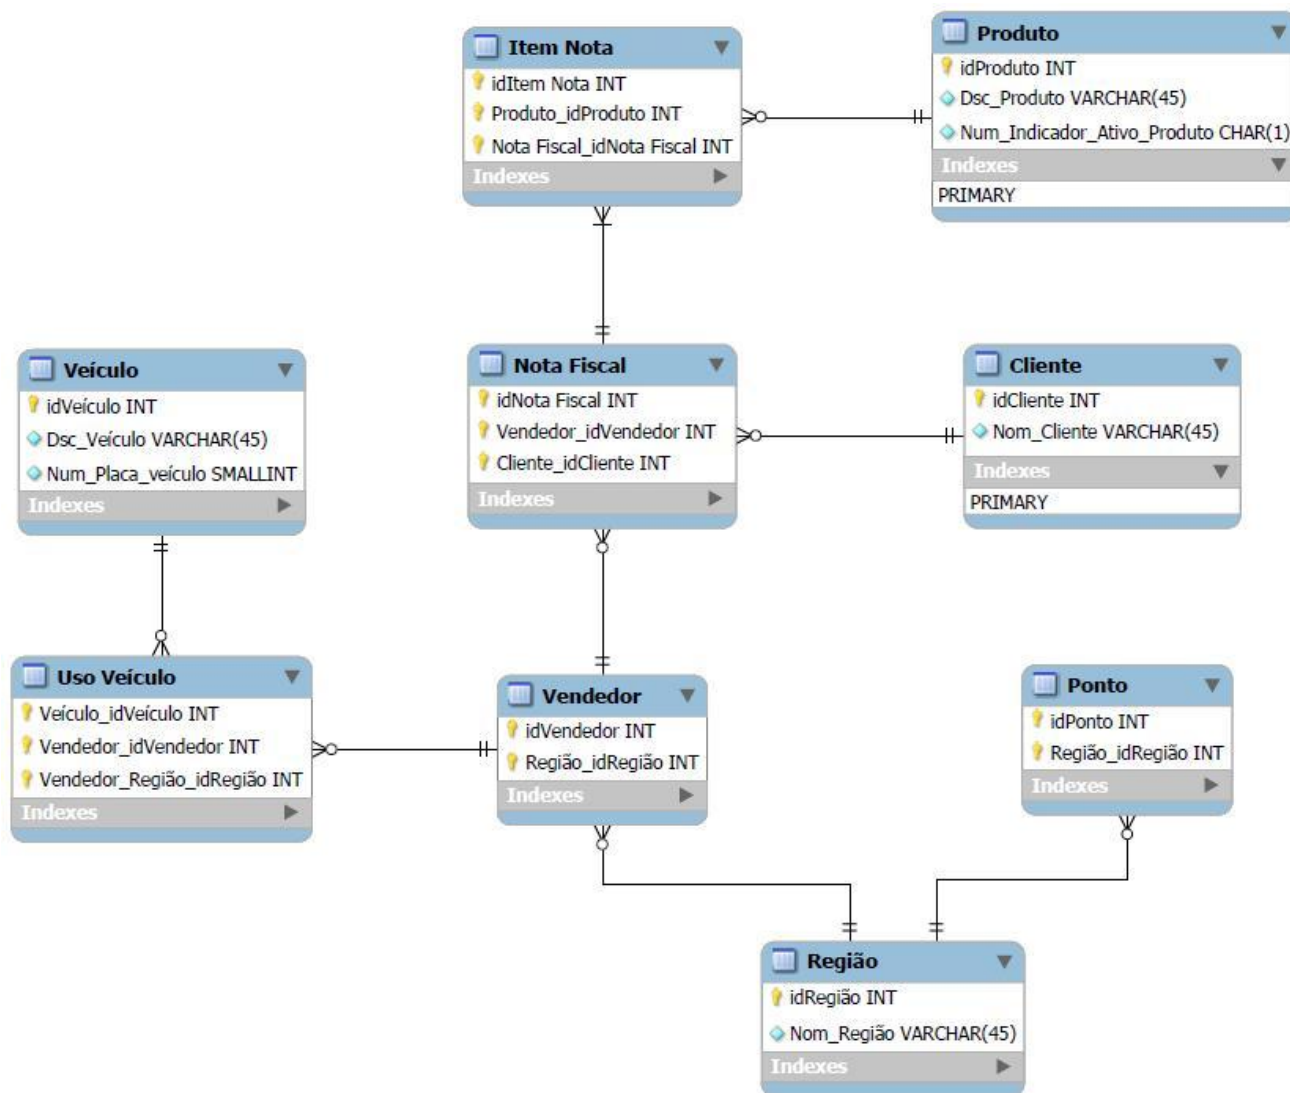 Item Nota
idItem Nota INT
Produto_idProduto INT
Nota Fiscal_idNota Fiscal INT
Indexes
Produto
idProduto INT
Dsc_Produto VARCHAR(45)
Num_Indicador_Ativo_Produto CHAR(1)
Indexes
PRIMARY
Veículo
idVeículo INT
Dsc_Veículo VARCHAR(45)
Num_Placa_veículo SMALLINT
Indexes
Nota Fiscal
idNota Fiscal INT
Vendedor_idVendedor INT
Cliente_idCliente INT
Indexes
Cliente
idCliente INT
Nom_Cliente VARCHAR(45)
Indexes
PRIMARY
Uso Veículo
Veículo_idVeículo INT
Vendedor_idVendedor INT
Vendedor_Região_idRegião INT
Indexes
Vendedor
idVendedor INT
Região_idRegião INT
Indexes
Ponto
idPonto INT
Região_idRegião INT
Indexes
Região
idRegião INT
Nom_Região VARCHAR(45)
Indexes